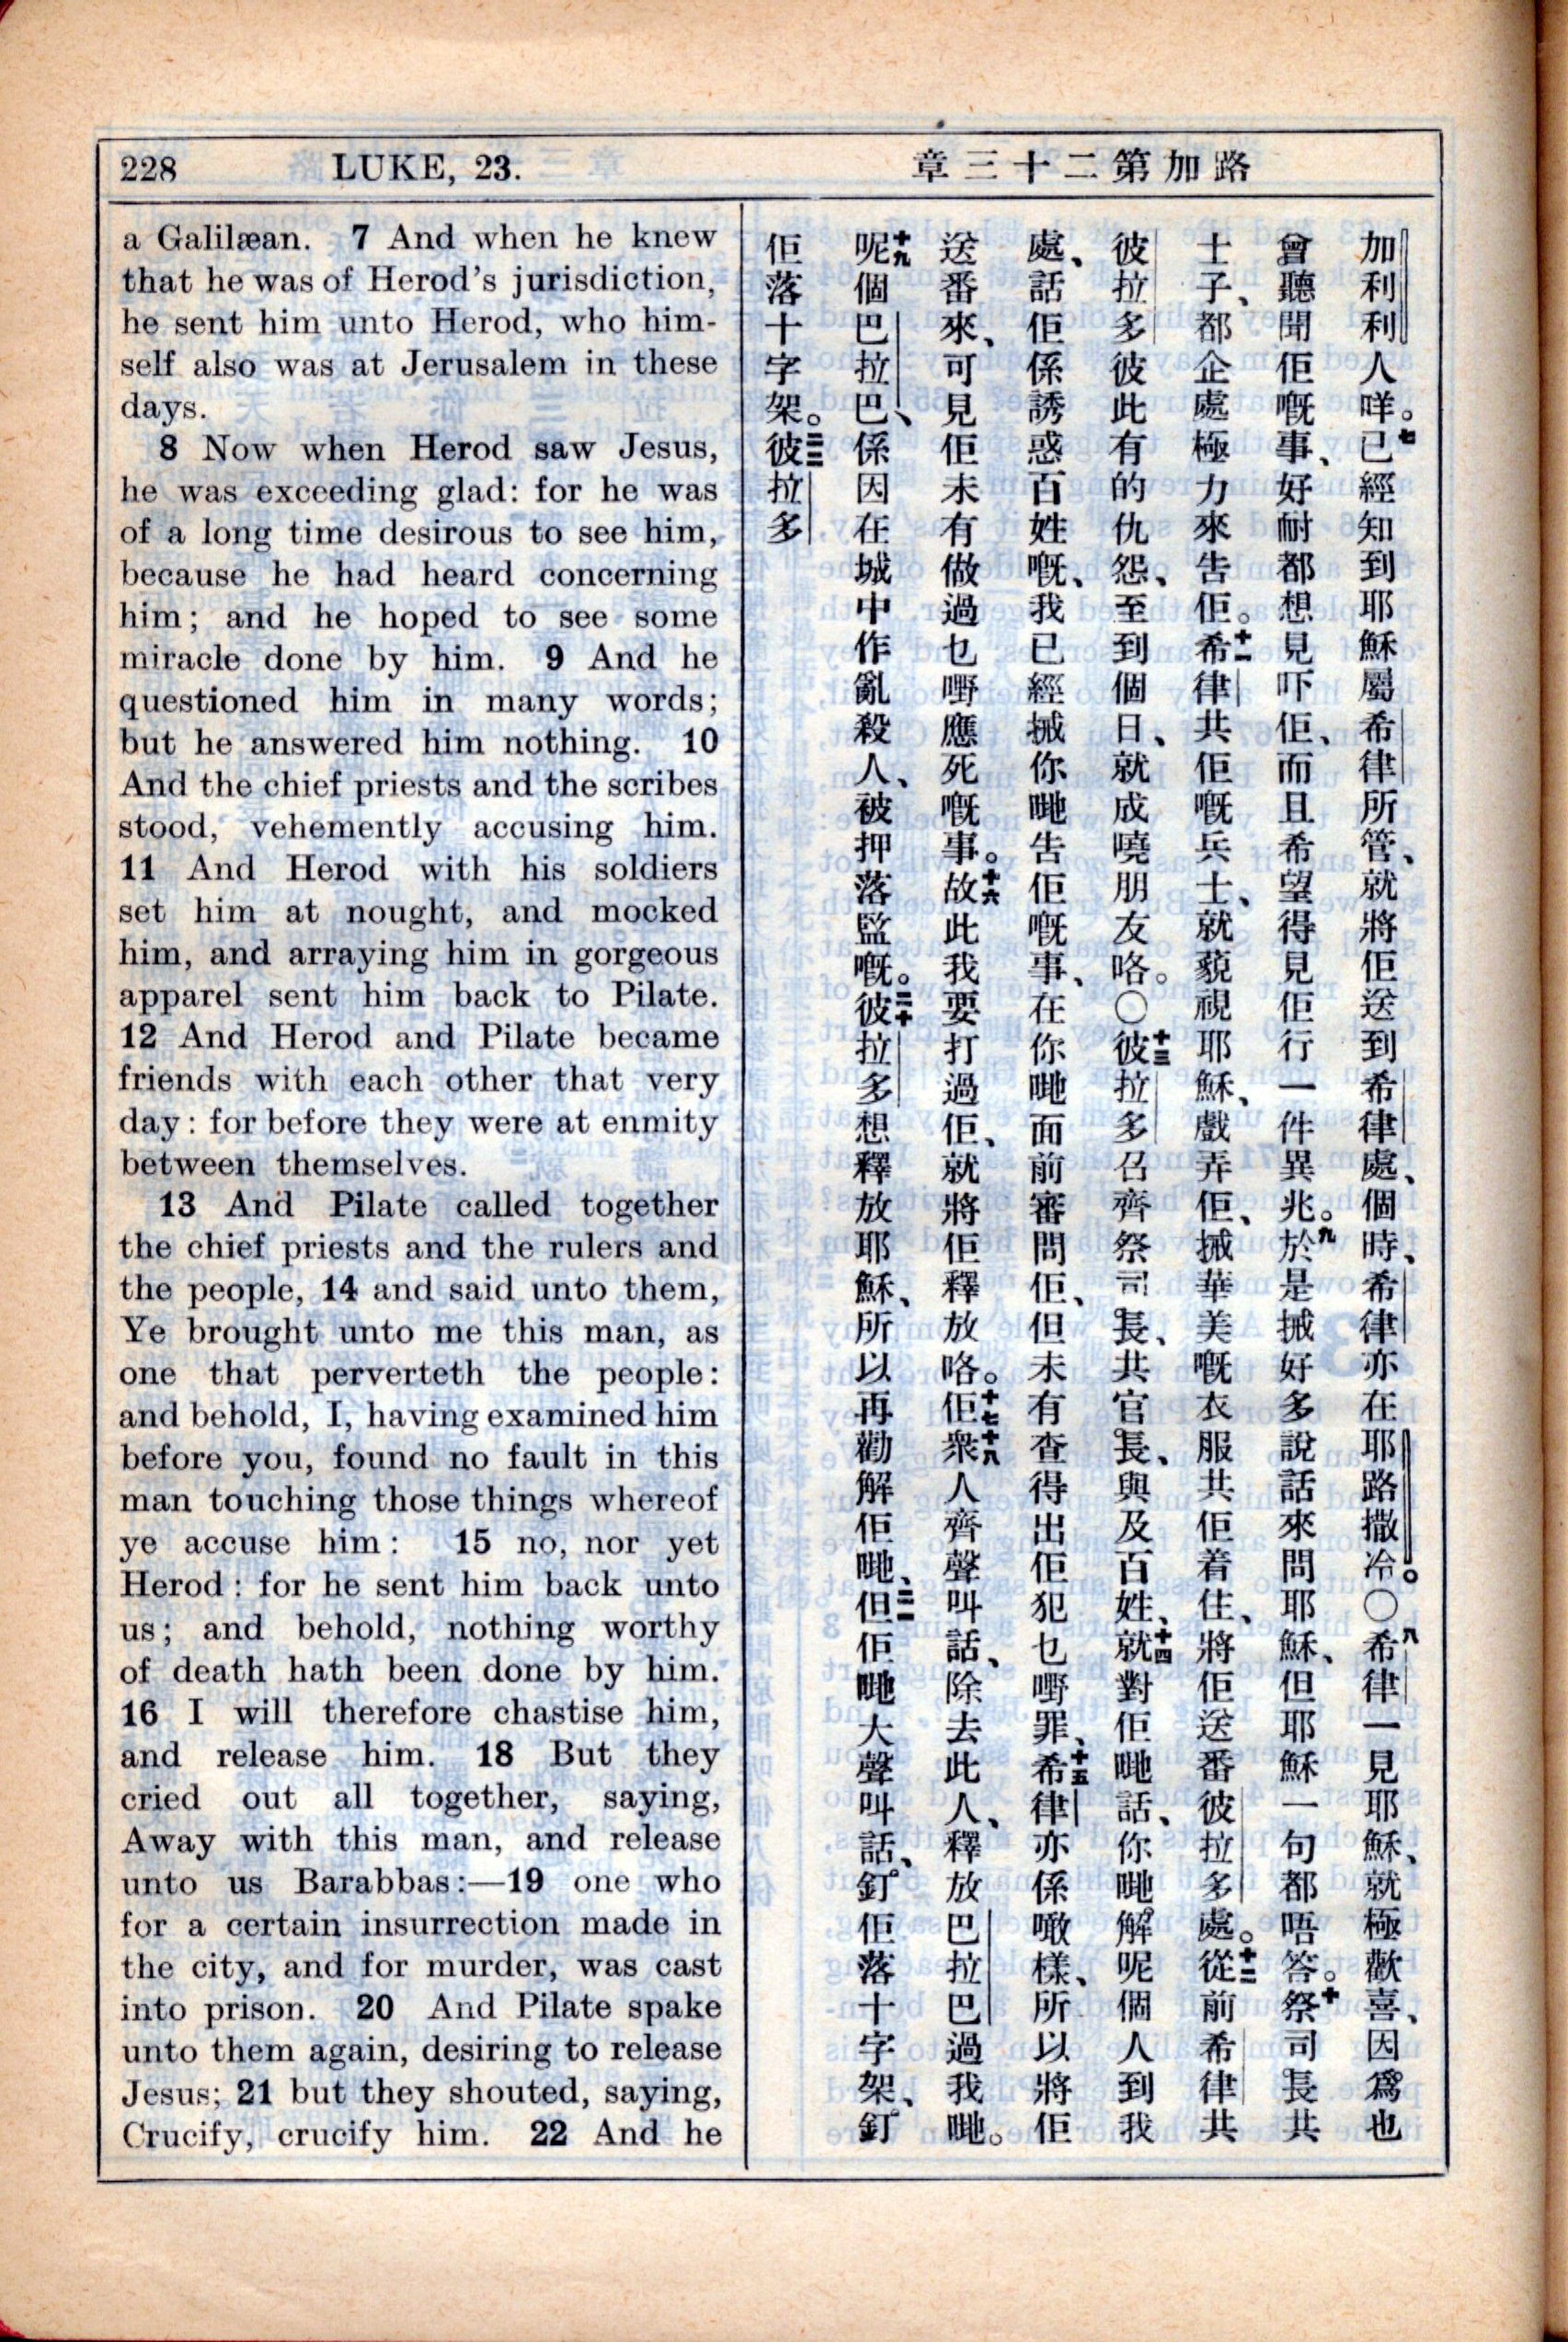 228 LUKE, 23.
路加第二十三章
a Galilæan. 7 And when he knew
that he was of Herod's jurisdiction,
he sent him unto Herod, who him-
self also was at Jerusalem in these
days.
8 Now when Herod saw Jesus,
he was exceeding glad: for he was
of a long time desirous to see him,
because he had heard concerning
him; and he hoped to see some
miracle done by him. 9 And he
questioned him in many words;
but he answered him nothing. 10
And the chief priests and the scribes
stood, vehemently accusing him.
11 And Herod with his soldiers
set him at nought, and mocked
him, and arraying him in gorgeous
apparel sent him back to Pilate.
12 And Herod and Pilate became
friends with each other that very
day: for before they were at enmity
between themselves.
13 And Pilate called together
the chief priests and the rulers and
the people, 14 and said unto them,
Ye brought unto me this man, as
one that perverteth the people:
and behold, I, having examined him
before you, found no fault in this
man touching those things whereof
ye accuse him: 15 no, nor yet
Herod: for he sent him back unto
us; and behold, nothing worthy
of death hath been done by him.
16 I will therefore chastise him,
and release him. 18 But they
cried out all together, saying,
Away with this man, and release
unto us Barabbas:—19 one who
for a certain insurrection made in
the city, and for murder, was cast
into prison. 20 And Pilate spake
unto them again, desiring to release
Jesus; 21 but they shouted, saying,
Crucify, crucify him. 22 And he
加利利人咩。七已經知到耶穌屬希律所管、就將佢送到希律處、個時、希律亦在耶路撒冷。〇八希律一見耶穌、就極歡喜、因爲也
曾聽聞佢嘅事、好耐都想見吓佢、而且希望得見佢行一件異兆。九於是搣好多說話來問耶穌、但耶穌一句都唔答。十祭司長共
士子、都企處極力來告佢。十一希律共佢嘅兵士、就藐視耶穌、戲弄佢、搣華美嘅衣服共佢着住、將佢送番彼拉多處。十二從前希律共
彼拉多彼此有的仇怨、至到個日、就成嘵朋友咯。〇十三彼拉多召齊祭司長、共官長、與及百姓、十四就對佢哋話、你哋解呢個人到我
處、話佢係誘惑百姓嘅、我已經搣你哋告佢嘅事、在你哋面前審問佢、但未有查得出佢犯乜嘢罪、十五希律亦係噉樣、所以將佢
送番來、可見佢未有做過乜嘢應死嘅事。十六故此我要打過佢、就將佢釋放咯。十七十八佢衆人齊聲叫話、除去此人、釋放巴拉巴過我哋。
十九呢個巴拉巴、係因在城中作亂殺人、被押落監嘅。二十彼拉多想釋放耶穌、所以再勸解佢哋、二一但佢哋大聲叫話、釘佢落十字架、釘
佢落十字架。二二彼拉多